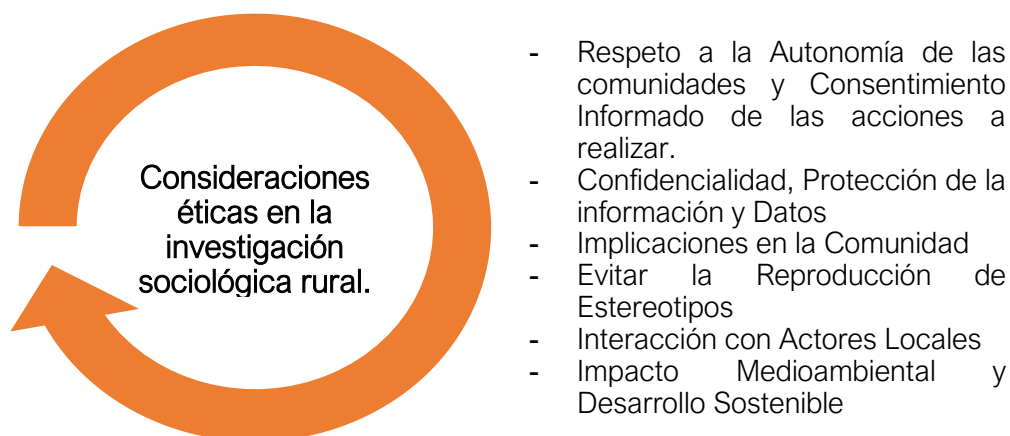 Consideraciones
éticas en la
investigación
sociológica rural.
- Respeto a la Autonomía de las
comunidades y Consentimiento
Informado de las acciones a
realizar.
- Confidencialidad, Protección de la
información y Datos
- Implicaciones en la Comunidad
- Evitar la Reproducción de
Estereotipos
- Interacción con Actores Locales
- Impacto Medioambiental y
Desarrollo Sostenible